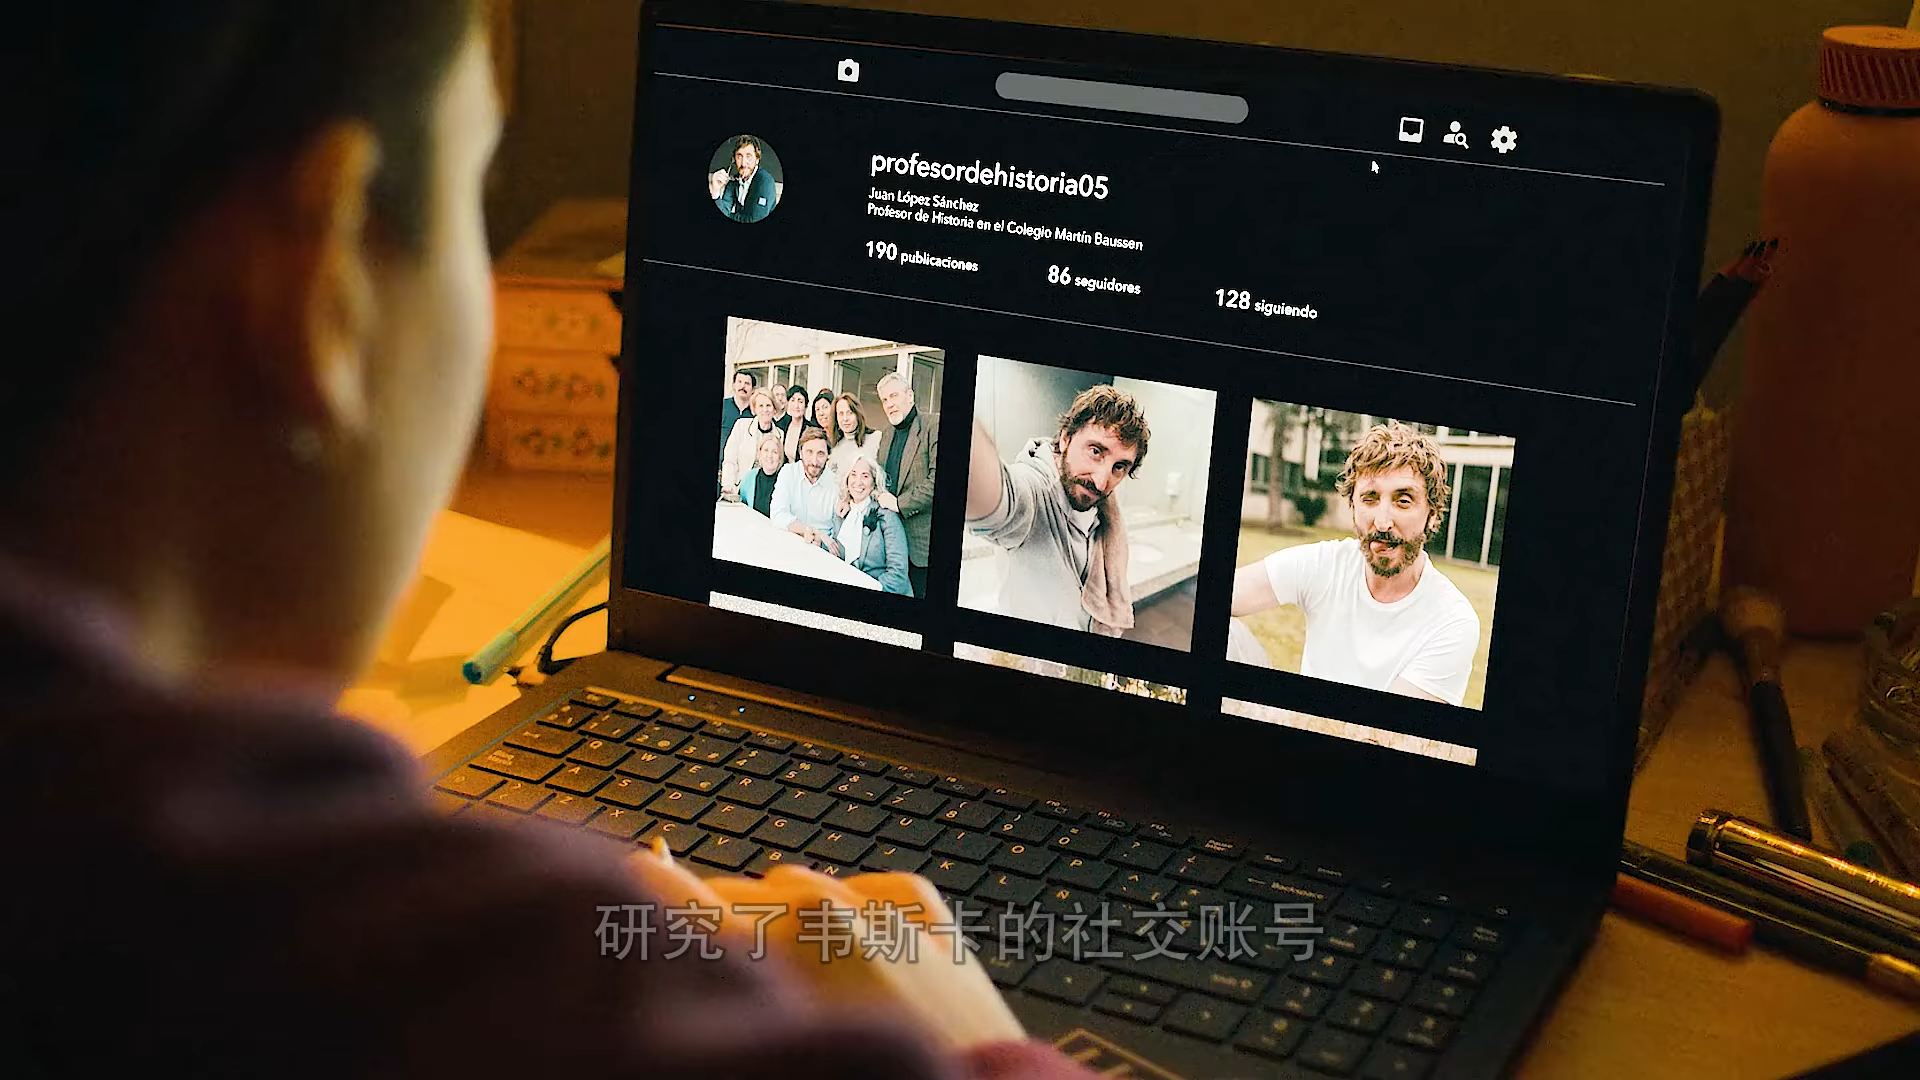 profesordehistoria05
Juan López Sánchez
Profesor de Historia en el Colegio Martín Baussen
190 publicaciones
86 seguidores
128 siguiendo
研究了韦斯卡的社交账号